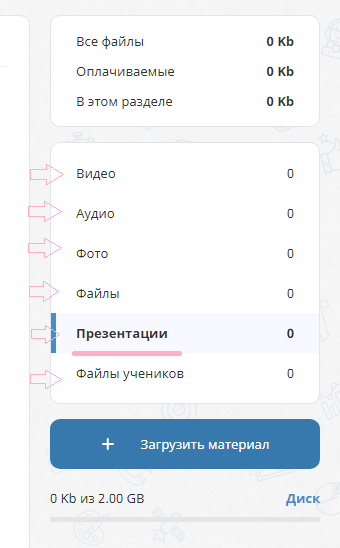 Все файлы 0 Kb
Оплачиваемые 0 Kb
В этом разделе 0 Kb
Видео 0
Аудио 0
Фото 0
Файлы 0
Презентации 0
Файлы учеников 0
+ Загрузить материал
0 Kb из 2.00 GB Диск